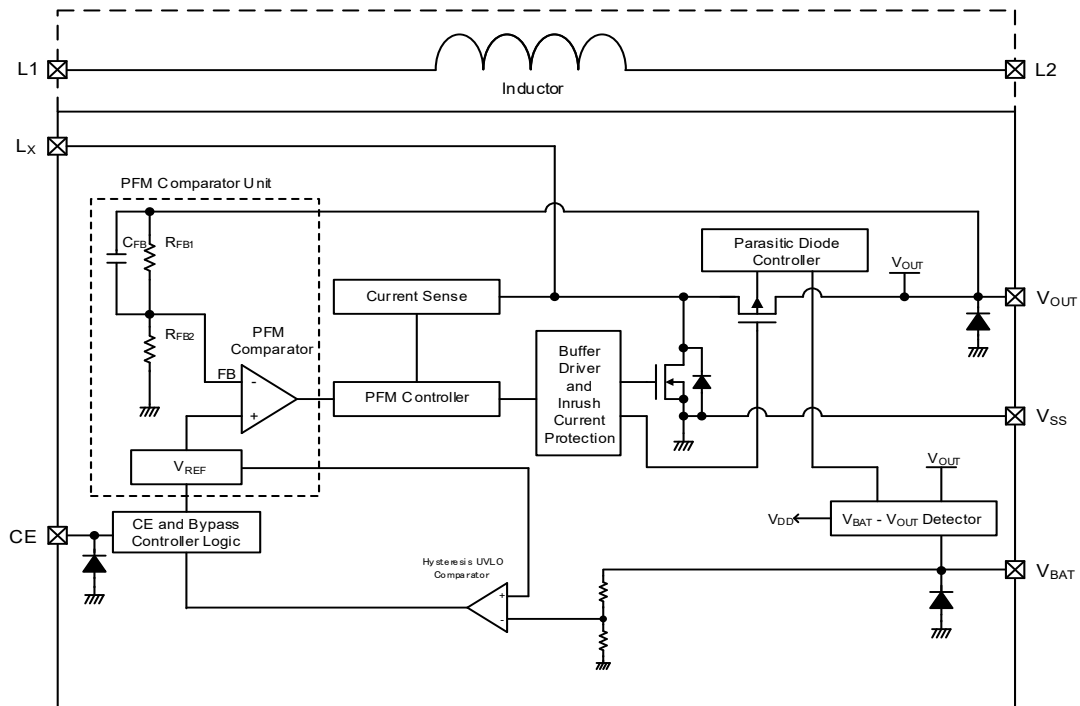 L1
L2
Inductor
LX
PFM Comparator Unit
CFB
RFB1
Parasitic Diode
Controller
VOUT
Current Sense
VOUT
RFB2
PFM
Comparator
Buffer
Driver
and
Inrush
Current
Protection
FB
-
+
PFM Controller
VSS
VREF
VOUT
CE
CE and Bypass
Controller Logic
VDD
VBAT - VOUT Detector
Hysteresis UVLO
Comparator
VBAT
+
-